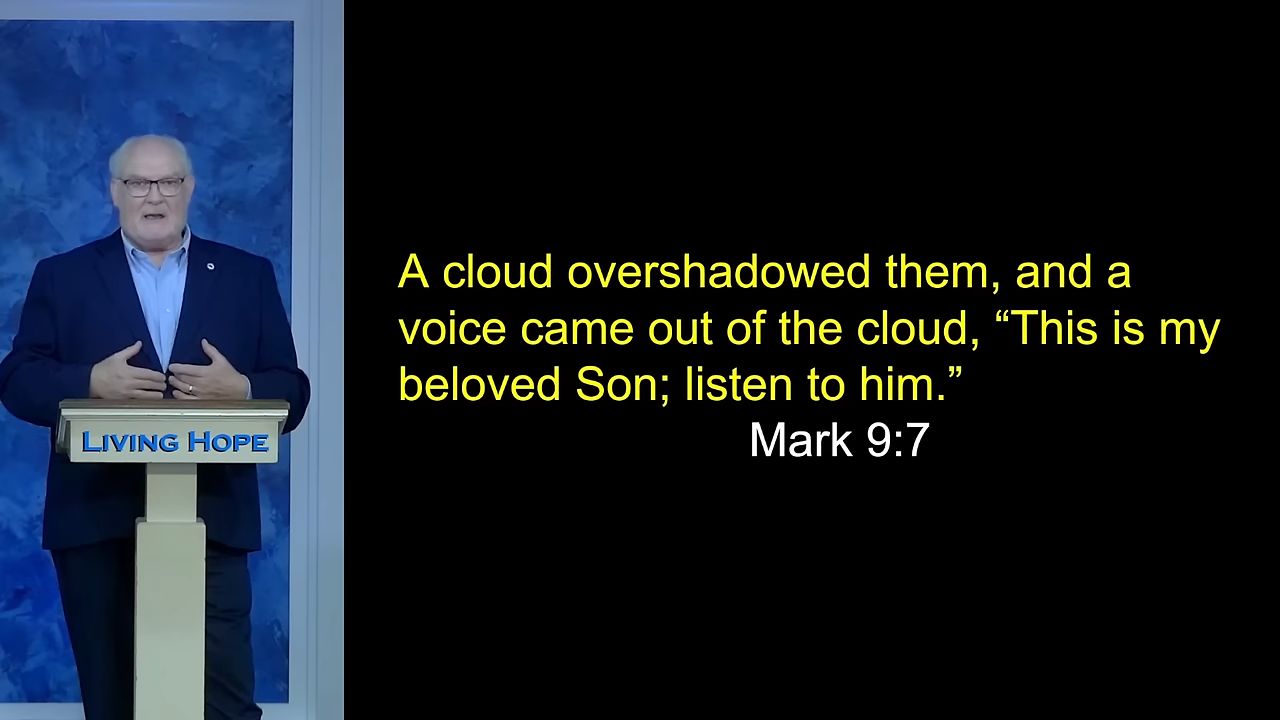 LIVING HOPE
A cloud overshadowed them, and a
voice came out of the cloud, “This is my
beloved Son; listen to him.”
Mark 9:7